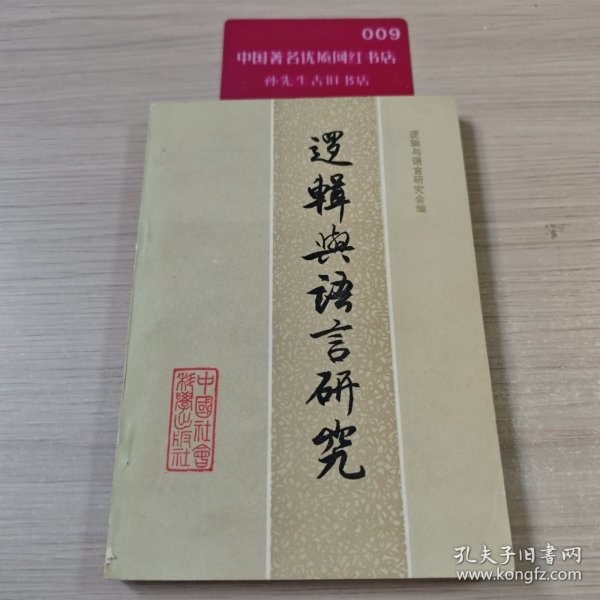 009
中国著名优质网红书店
孙先生古旧书店
逻辑与语言研究会编
逻輯與語言研究
中國社會
科學出版社
孔夫子旧书网
www.kongfz.com